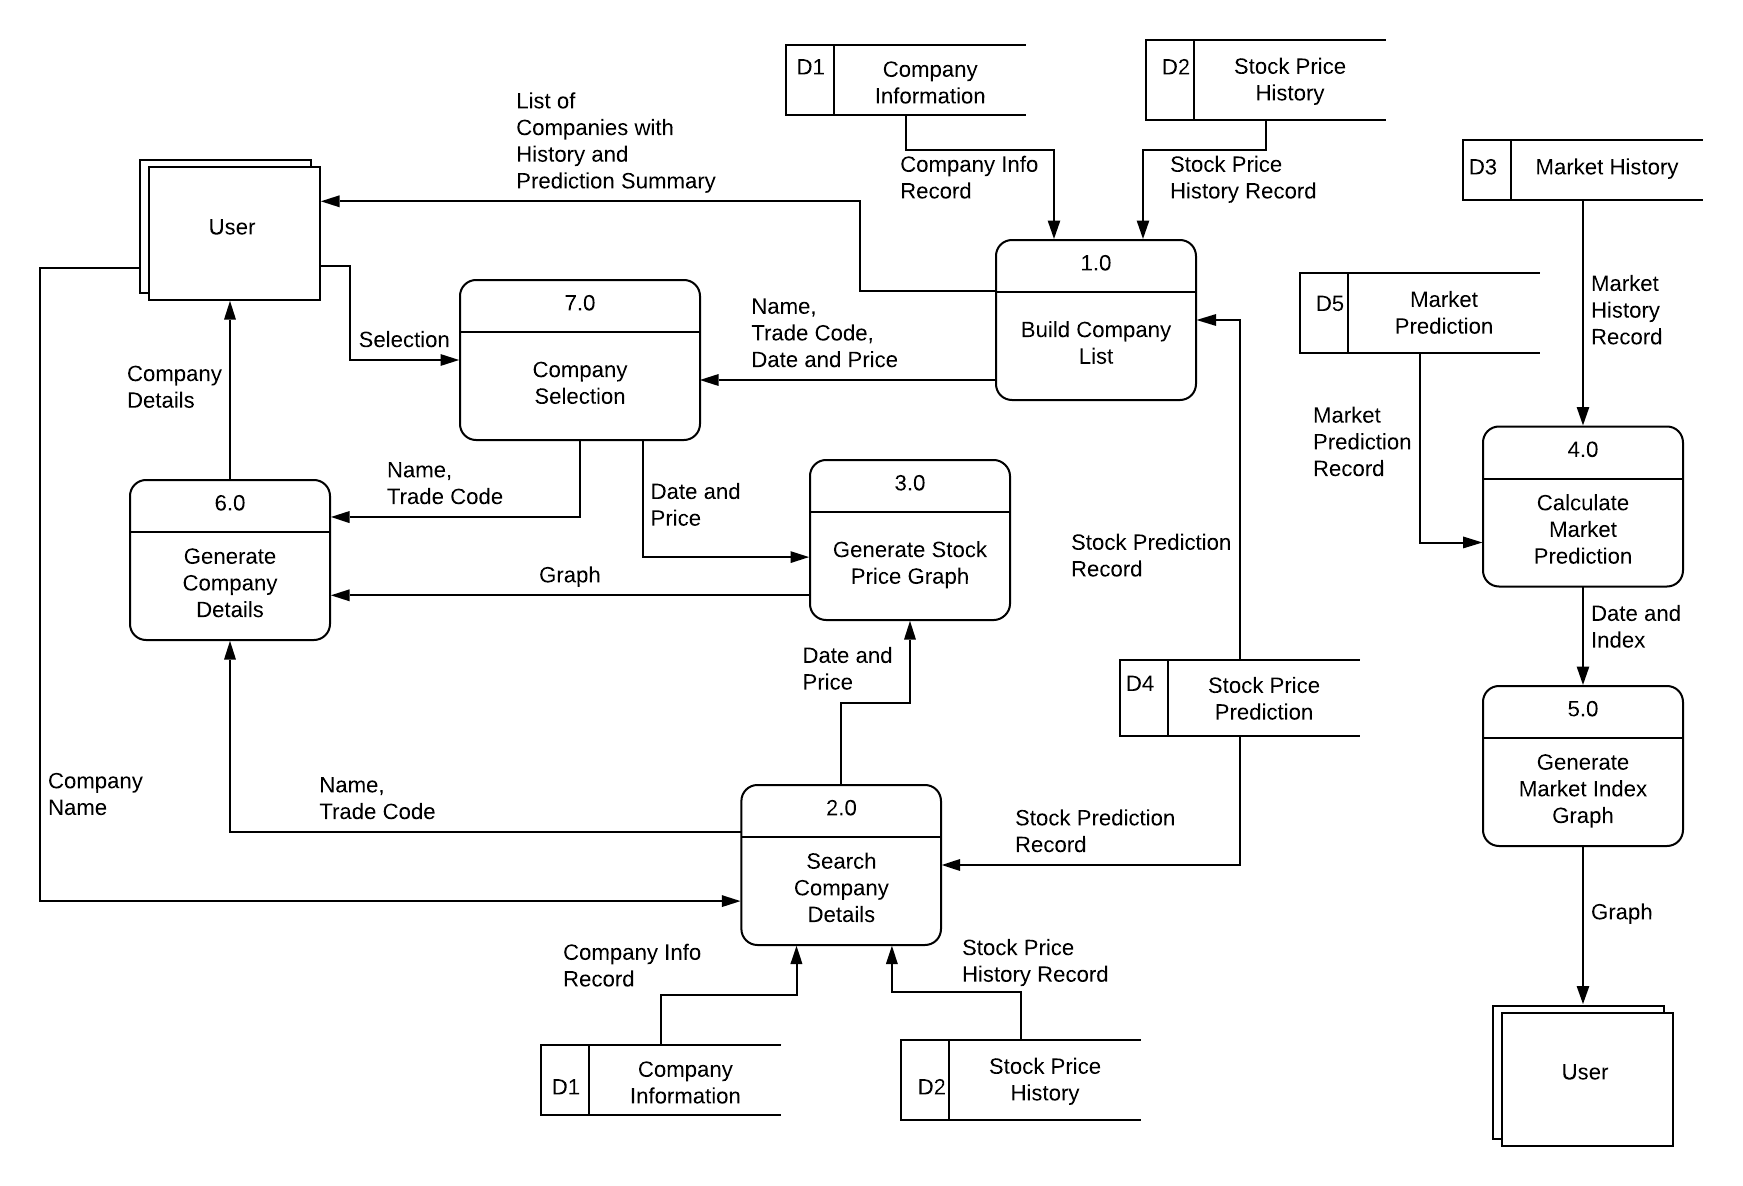 D1
Company
Information
D2
Stock Price
History
List of
Companies with
History and
Prediction Summary
Company Info
Record
Stock Price
History Record
D3
Market History
User
1.0
Build Company
List
7.0
Company
Selection
Selection
Name,
Trade Code,
Date and Price
D5
Market
Prediction
Market
History
Record
Company
Details
Market
Prediction
Record
4.0
Calculate
Market
Prediction
Name,
Trade Code
Date and
Price
3.0
Generate Stock
Price Graph
6.0
Generate
Company
Details
Graph
Stock Prediction
Record
Date and
Index
Date and
Price
D4
Stock Price
Prediction
5.0
Generate
Market Index
Graph
Company
Name
Name,
Trade Code
2.0
Search
Company
Details
Stock Prediction
Record
Graph
Company Info
Record
Stock Price
History Record
D1
Company
Information
D2
Stock Price
History
User